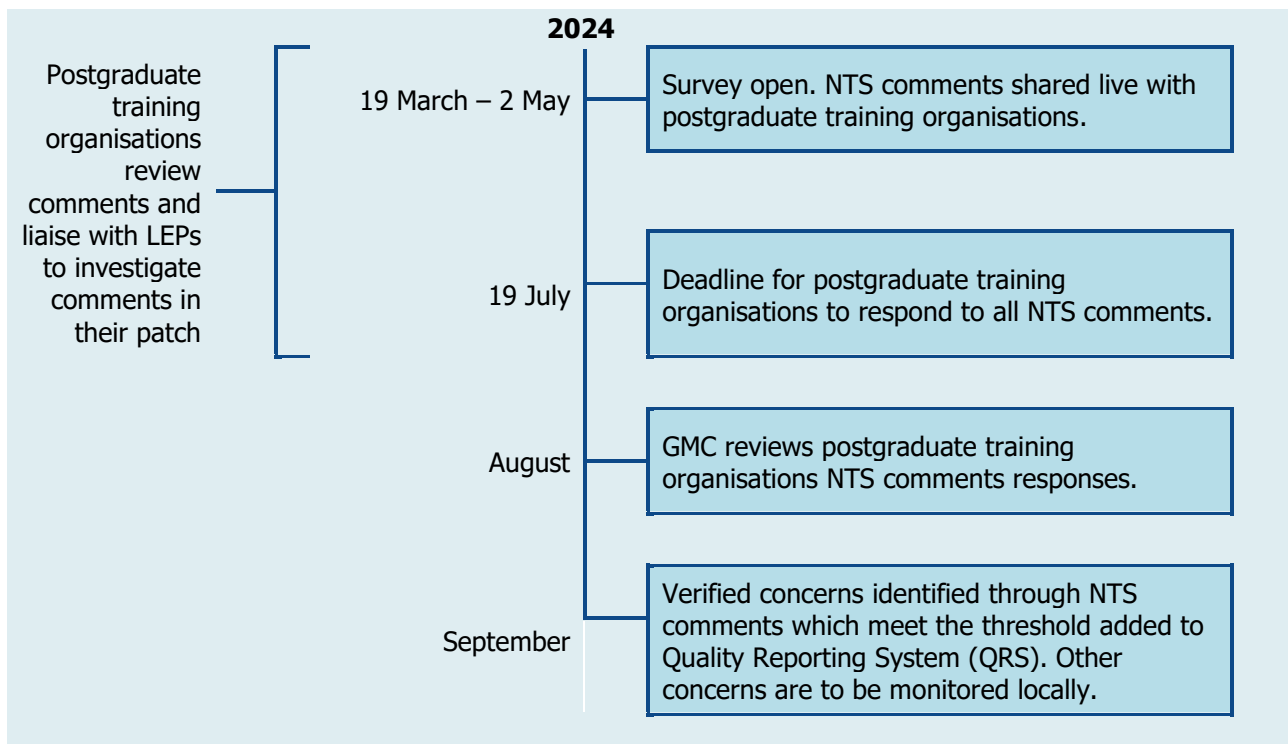 2024
Postgraduate
training
organisations
review
comments and
liaise with LEPs
to investigate
comments in
their patch
19 March – 2 May
Survey open. NTS comments shared live with
postgraduate training organisations.
19 July
Deadline for postgraduate training
organisations to respond to all NTS comments.
August
GMC reviews postgraduate training
organisations NTS comments responses.
September
Verified concerns identified through NTS
comments which meet the threshold added to
Quality Reporting System (QRS). Other
concerns are to be monitored locally.